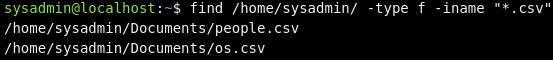 sysadmin@localhost:~$ find /home/sysadmin/ -type f -iname "*.csv"
/home/sysadmin/Documents/people.csv
/home/sysadmin/Documents/os.csv